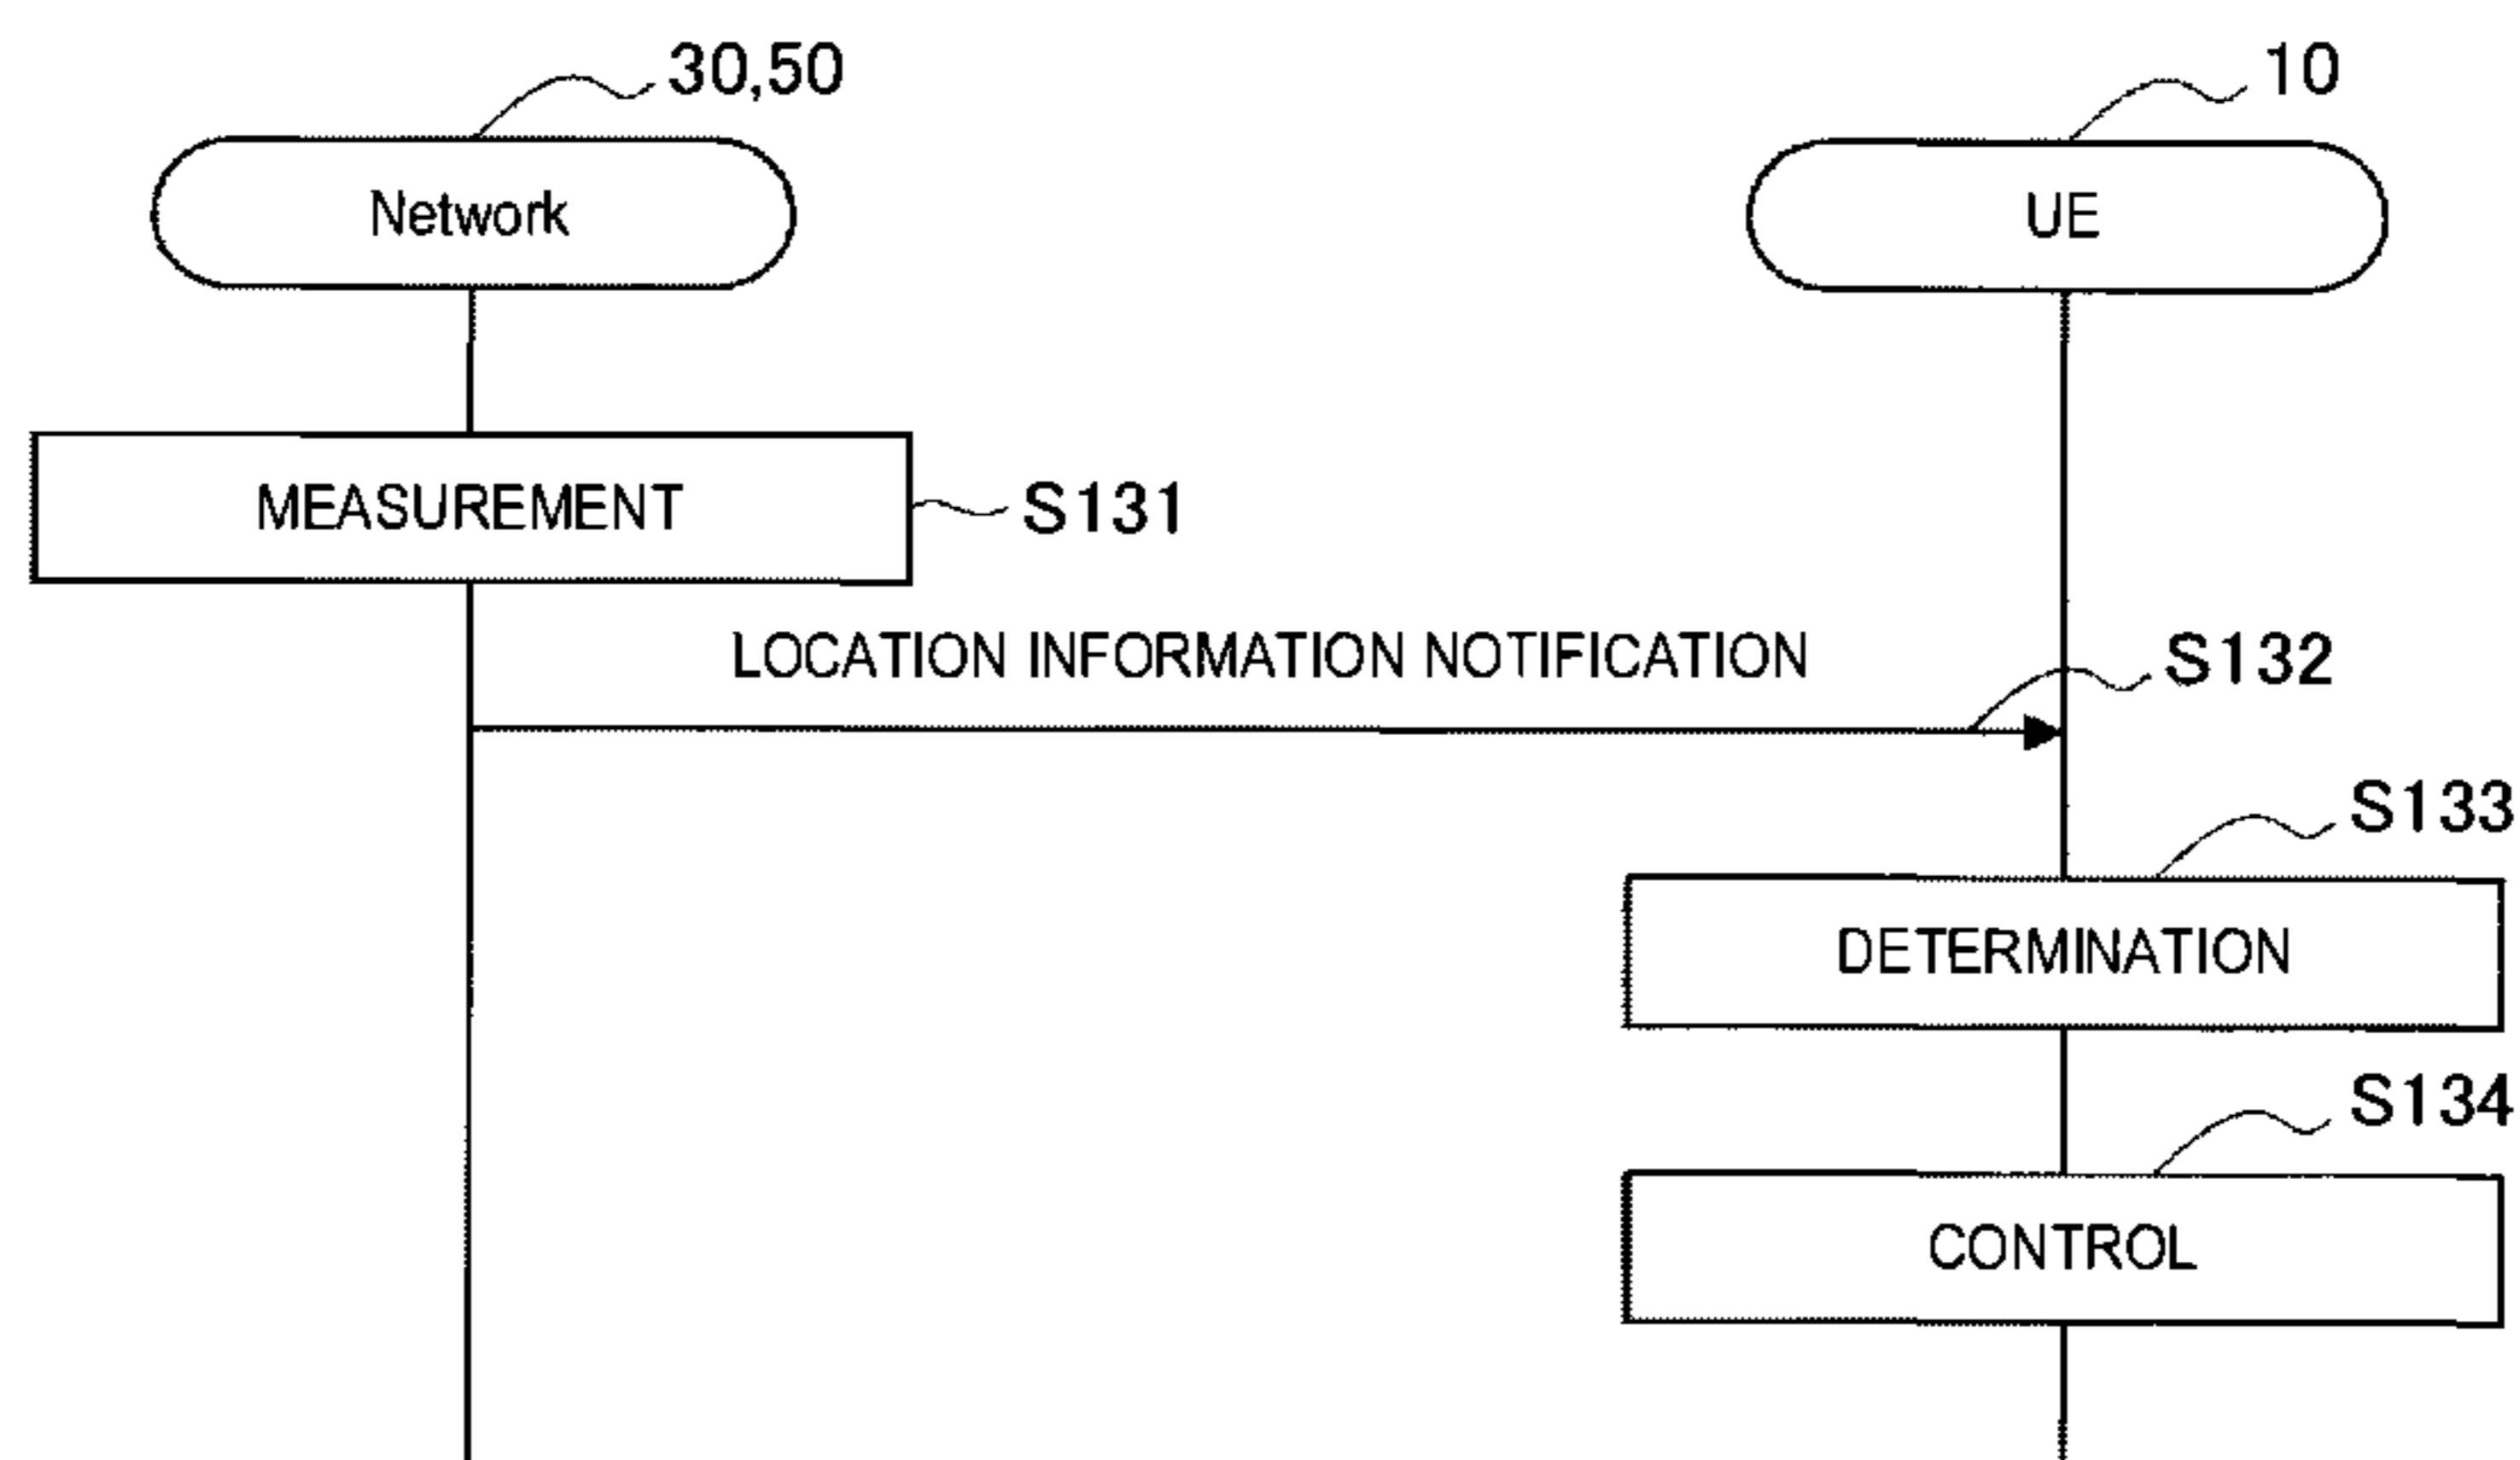 30,50
10
Network
UE
MEASUREMENT
S131
LOCATION INFORMATION NOTIFICATION
S132
S133
DETERMINATION
S134
CONTROL